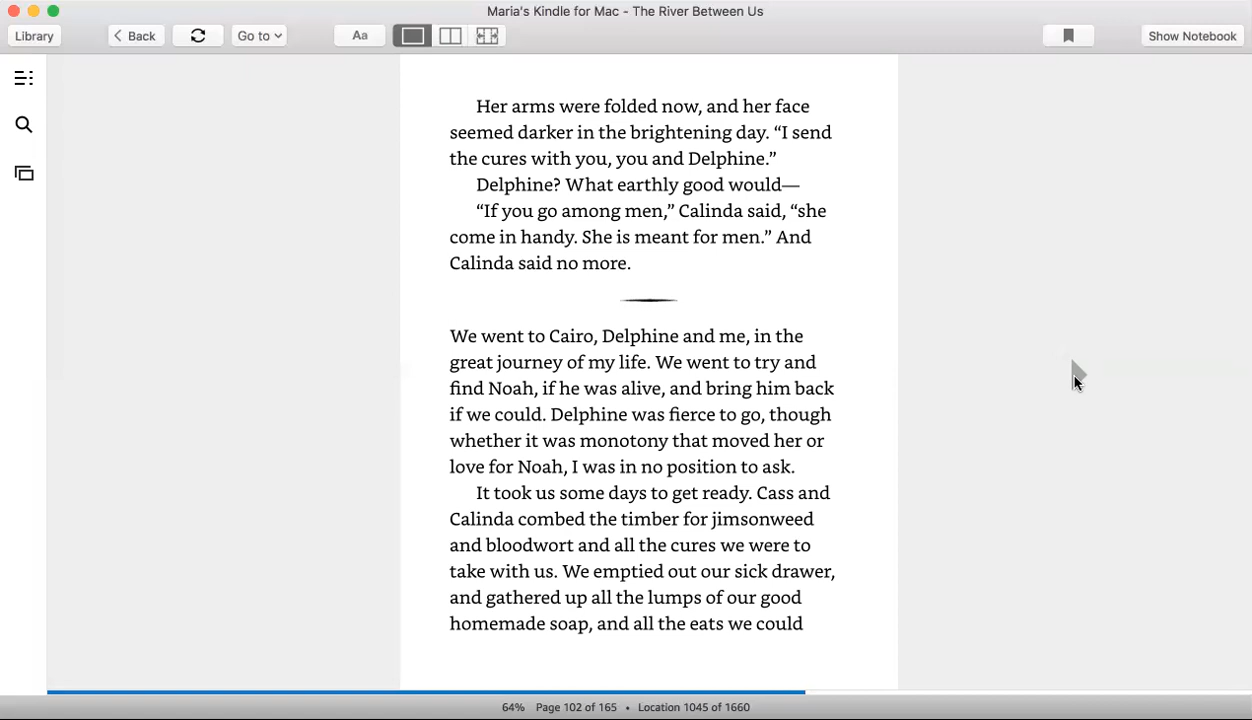 Maria's Kindle for Mac - The River Between Us
Library
Back
Go to
Aa
Show Notebook
Her arms were folded now, and her face
seemed darker in the brightening day. “I send
the cures with you, you and Delphine.”
Delphine? What earthly good would—
“If you go among men,” Calinda said, “she
come in handy. She is meant for men.” And
Calinda said no more.
We went to Cairo, Delphine and me, in the
great journey of my life. We went to try and
find Noah, if he was alive, and bring him back
if we could. Delphine was fierce to go, though
whether it was monotony that moved her or
love for Noah, I was in no position to ask.
It took us some days to get ready. Cass and
Calinda combed the timber for jimsonweed
and bloodwort and all the cures we were to
take with us. We emptied out our sick drawer,
and gathered up all the lumps of our good
homemade soap, and all the eats we could
64% Page 102 of 165 • Location 1045 of 1660